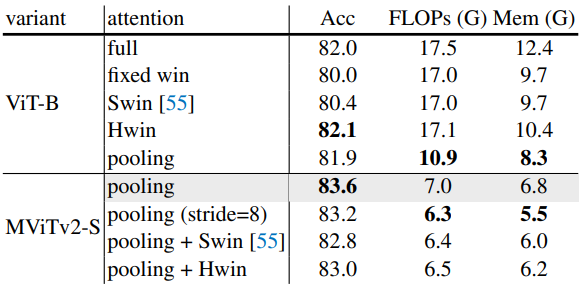 variant attention Acc FLOPs (G) Mem (G)
full 82.0 17.5 12.4
fixed win 80.0 17.0 9.7
ViT-B Swin [55] 80.4 17.0 9.7
Hwin 82.1 17.1 10.4
pooling 81.9 10.9 8.3
pooling 83.6 7.0 6.8
MViTv2-S pooling (stride=8) 83.2 6.3 5.5
pooling + Swin [55] 82.8 6.4 6.0
pooling + Hwin 83.0 6.5 6.2